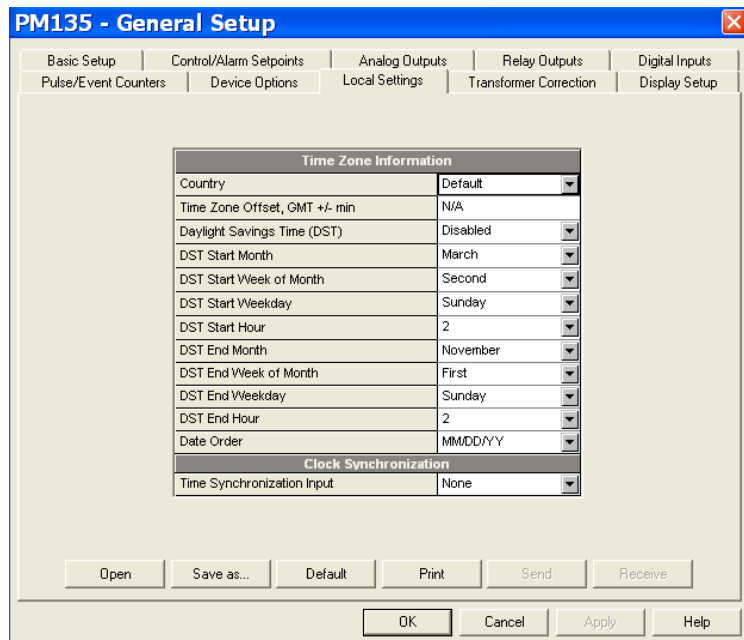 PM135 - General Setup
Basic Setup Control/Alarm Setpoints Analog Outputs Relay Outputs Digital Inputs
Pulse/Event Counters Device Options Local Settings Transformer Correction Display Setup
Time Zone Information
Country Default
Time Zone Offset, GMT +/- min N/A
Daylight Savings Time (DST) Disabled
DST Start Month March
DST Start Week of Month Second
DST Start Weekday Sunday
DST Start Hour 2
DST End Month November
DST End Week of Month First
DST End Weekday Sunday
DST End Hour 2
Date Order MM/DD/YY
Clock Synchronization
Time Synchronization Input None
Open Save as... Default Print Send Receive
OK Cancel Apply Help